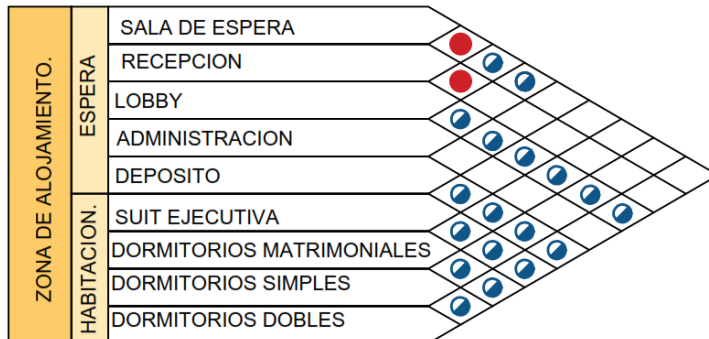 ZONA DE ALOJAMIENTO.
ESPERA
SALA DE ESPERA
RECEPCION
LOBBY
ADMINISTRACION
DEPOSITO
HABITACION.
SUIT EJECUTIVA
DORMITORIOS MATRIMONIALES
DORMITORIOS SIMPLES
DORMITORIOS DOBLES